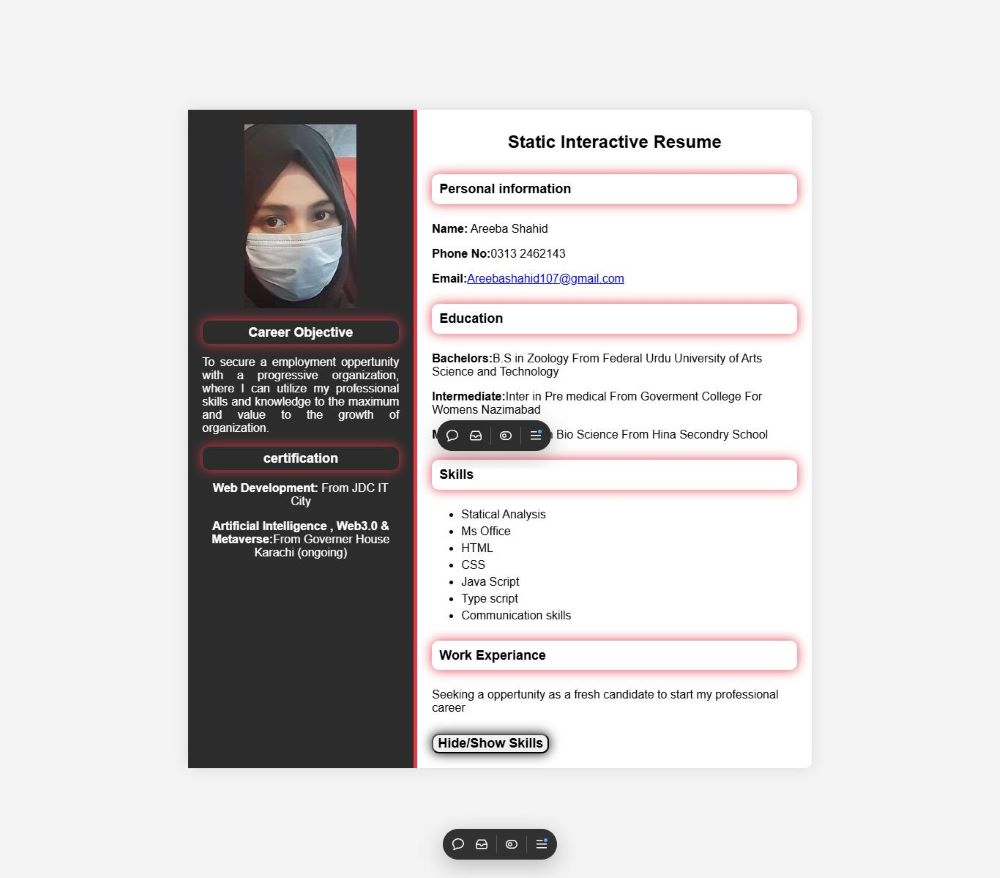 Career Objective
To secure a employment oppertunity
with a progressive organization,
where I can utilize my professional
skills and knowledge to the maximum
and value to the growth of
organization.
certification
Web Development: From JDC IT
City
Artificial Intelligence , Web3.0 &
Metaverse:From Governer House
Karachi (ongoing)
Static Interactive Resume
Personal information
Name: Areeba Shahid
Phone No:0313 2462143
Email:Areebashahid107@gmail.com
Education
Bachelors:B.S in Zoology From Federal Urdu University of Arts
Science and Technology
Intermediate:Inter in Pre medical From Goverment College For
Womens Nazimabad
Bio Science From Hina Secondry School
Skills
Statical Analysis
Ms Office
HTML
CSS
Java Script
Type script
Communication skills
Work Experiance
Seeking a oppertunity as a fresh candidate to start my professional
career
Hide/Show Skills